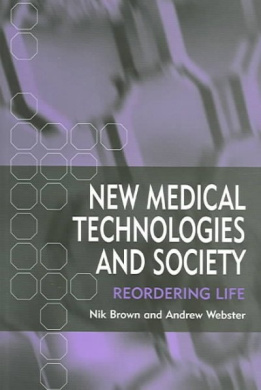 NEW MEDICAL
TECHNOLOGIES
AND SOCIETY
REORDERING LIFE
Nik Brown and Andrew Webster